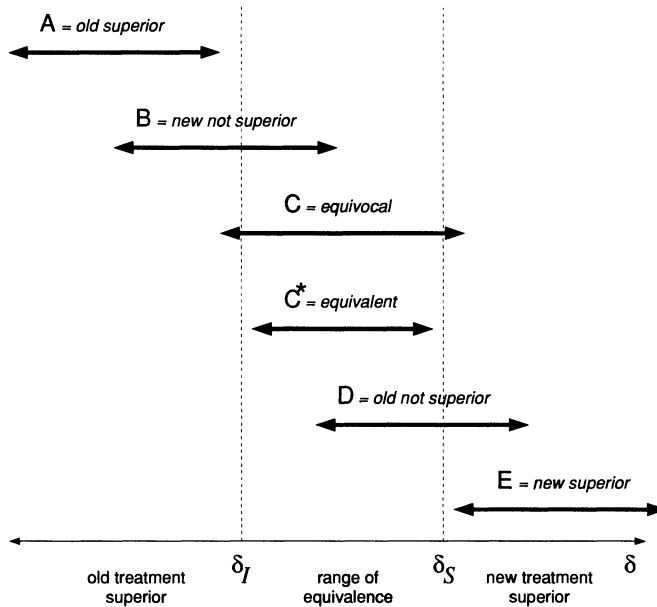 A = old superior
B = new not superior
C = equivocal
C* = equivalent
D = old not superior
E = new superior
δI δS δ
old treatment superior
range of equivalence
new treatment superior